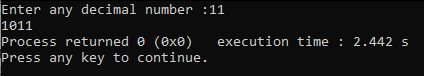 Enter any decimal number :11
1011
Process returned 0 (0x0)   execution time : 2.442 s
Press any key to continue.